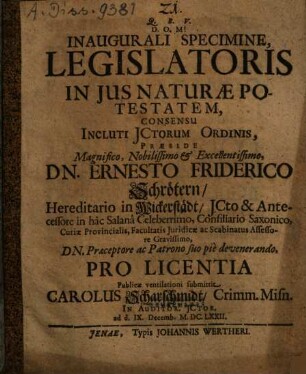 A. Diss. 9381
Q. B. V.
D. O. M.
INAUGURALI SPECIMINE,
LEGISLATORIS
IN JUS NATURÆ PO-
TESTATEM,
CONSENSU
INCLUTI JCTORUM ORDINIS,
PRÆSIDE
Magnifico, Nobilissimo & Excellentissimo,
DN. ERNESTO FRIDERICO
Schrötern/
Hereditario in Wickerstädt/ JCto & Ante-
cessore in hâc Salanâ Celeberrimo, Consiliario Saxonico,
Curiæ Provincialis, Facultatis Juridicæ ac Scabinatus Assesso-
re Gravissimo,
DN. Præceptore ac Patrono suo piè devenerando,
PRO LICENTIA
Publicæ ventilationi submittit
CAROLUS Scharschmidt/ Crimm. Misn.
IN AUDITOR. JCTOR.
ad d. IX. Decemb. M. DC. LXXII.
JENAE, Typis JOHANNIS WERTHERI.